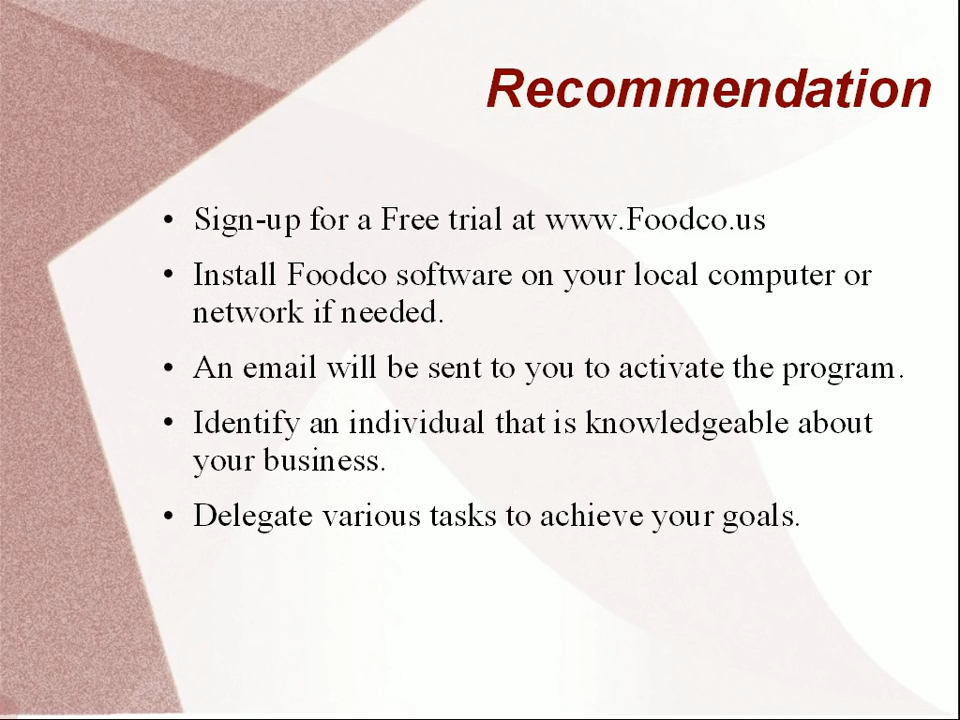 Recommendation
• Sign-up for a Free trial at www.Foodco.us
• Install Foodco software on your local computer or
network if needed.
• An email will be sent to you to activate the program.
• Identify an individual that is knowledgeable about
your business.
• Delegate various tasks to achieve your goals.